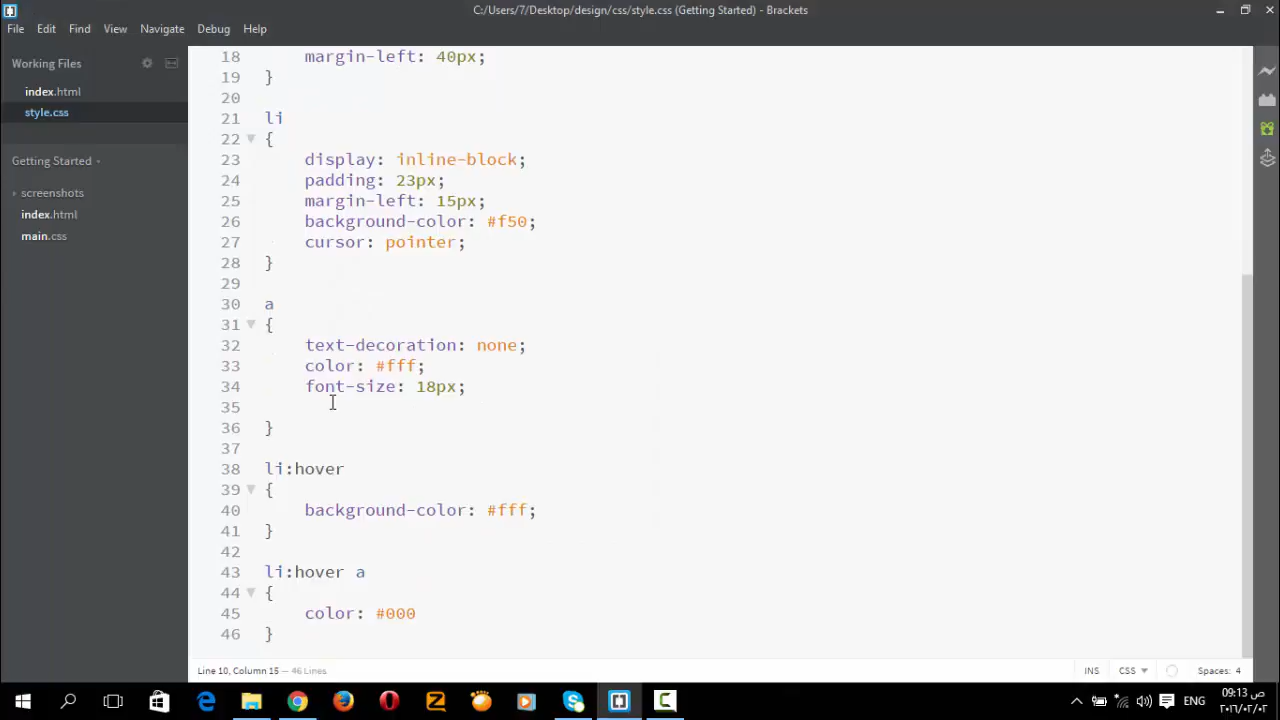 C:/Users/7/Desktop/design/css/style.css (Getting Started) - Brackets
File Edit Find View Navigate Debug Help
Working Files
index.html
style.css
Getting Started
screenshots
index.html
main.css
18 margin-left: 40px;
19 }
20
21 li
22 {
23 display: inline-block;
24 padding: 23px;
25 margin-left: 15px;
26 background-color: #f50;
27 cursor: pointer;
28 }
29
30 a
31 {
32 text-decoration: none;
33 color: #fff;
34 font-size: 18px;
35
36 }
37
38 li:hover
39 {
40 background-color: #fff;
41 }
42
43 li:hover a
44 {
45 color: #000
46 }
Line 10, Column 15 — 46 Lines
INS CSS Spaces: 4
ENG
09:13 ص
٢٠١٦/٠٢/٠٢